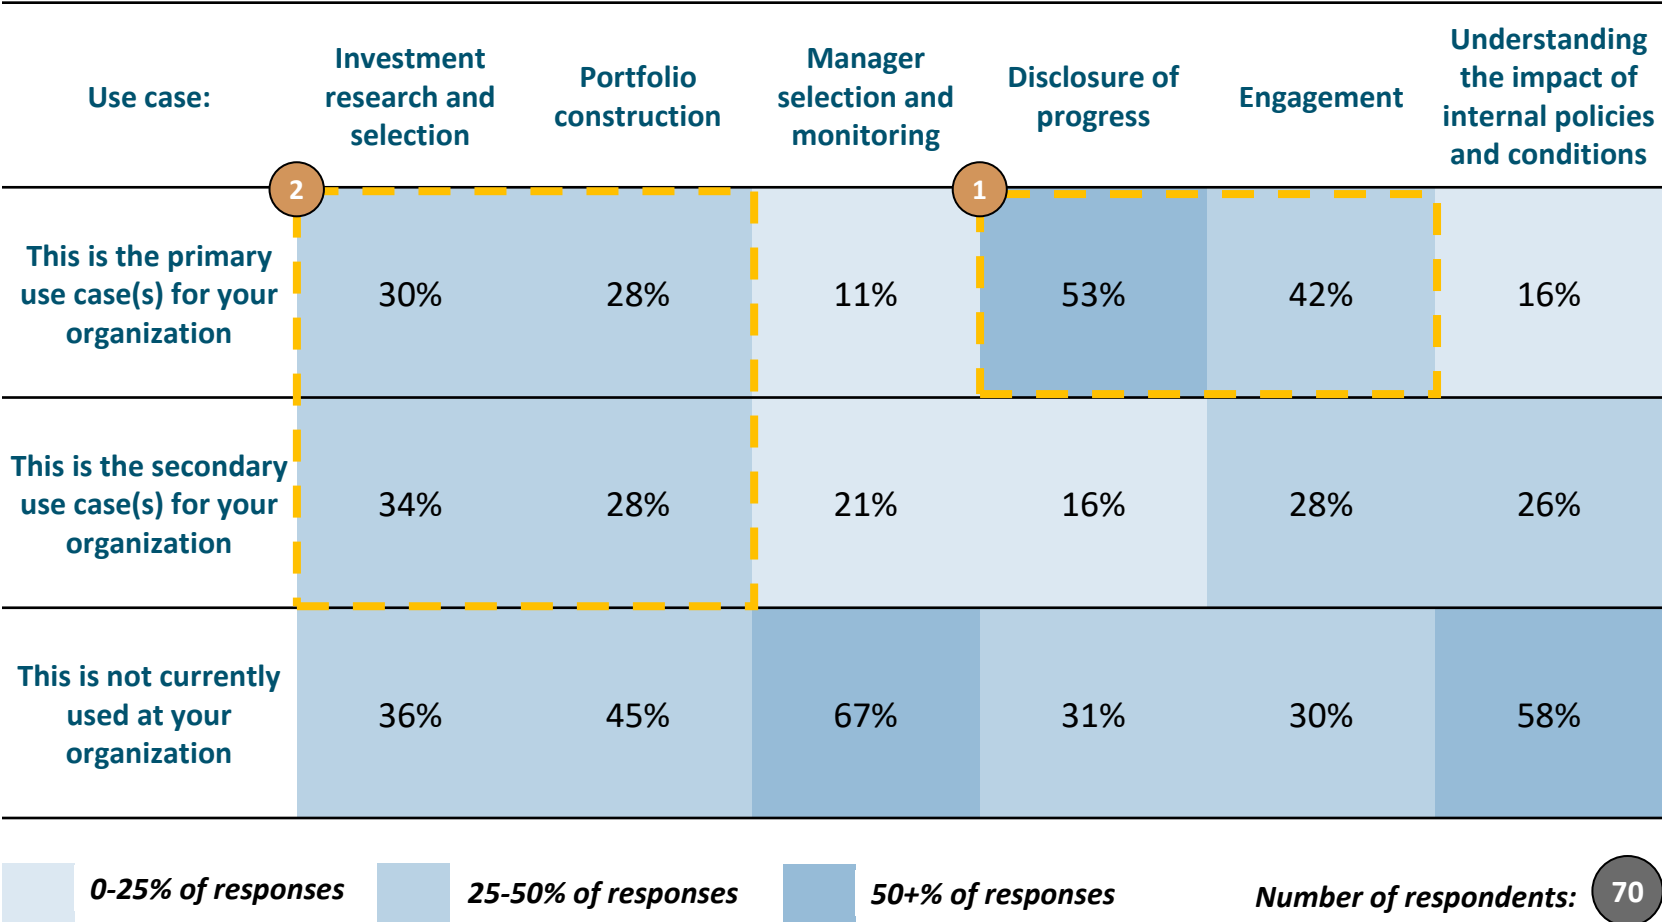 Use case:
Investment
research and
selection
Portfolio
construction
Manager
selection and
monitoring
Disclosure of
progress
Engagement
Understanding
the impact of
internal policies
and conditions
2
1
This is the primary
use case(s) for your
organization
30%
28%
11%
53%
42%
16%
This is the secondary
use case(s) for your
organization
34%
28%
21%
16%
28%
26%
This is not currently
used at your
organization
36%
45%
67%
31%
30%
58%
0-25% of responses
25-50% of responses
50+% of responses
Number of respondents:
70